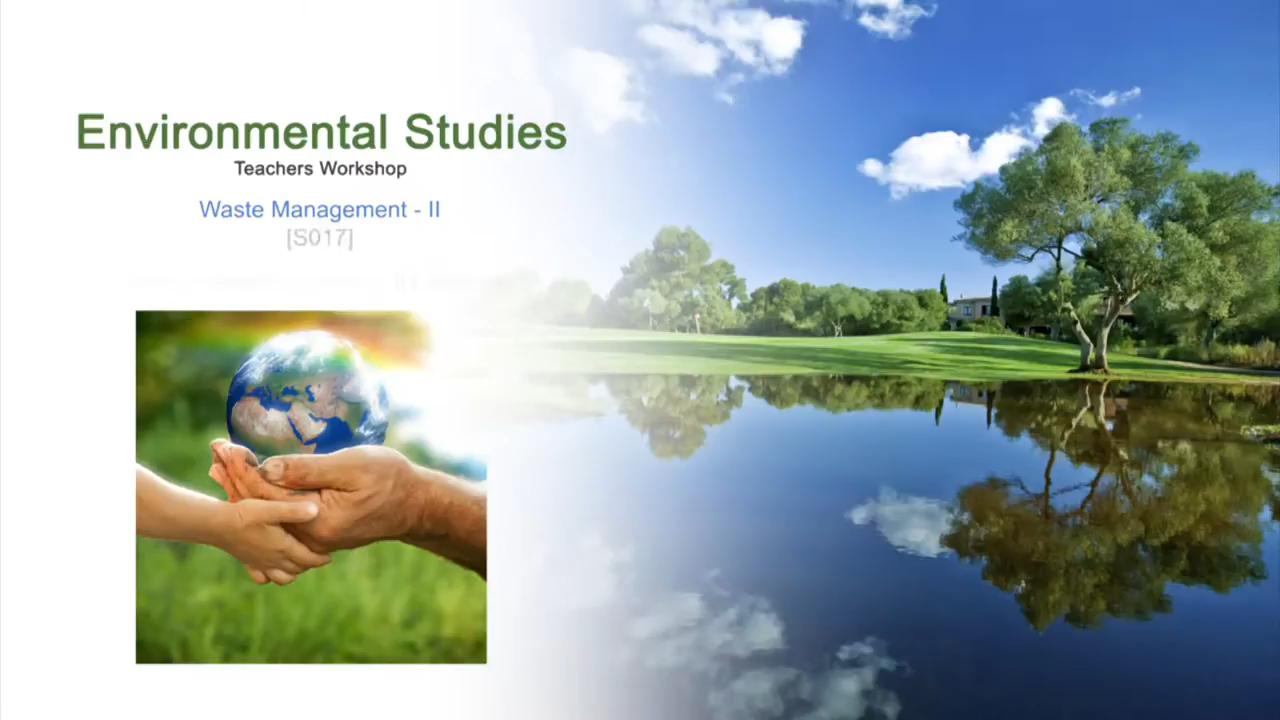 Environmental Studies
Teachers Workshop
Waste Management - II
[S017]